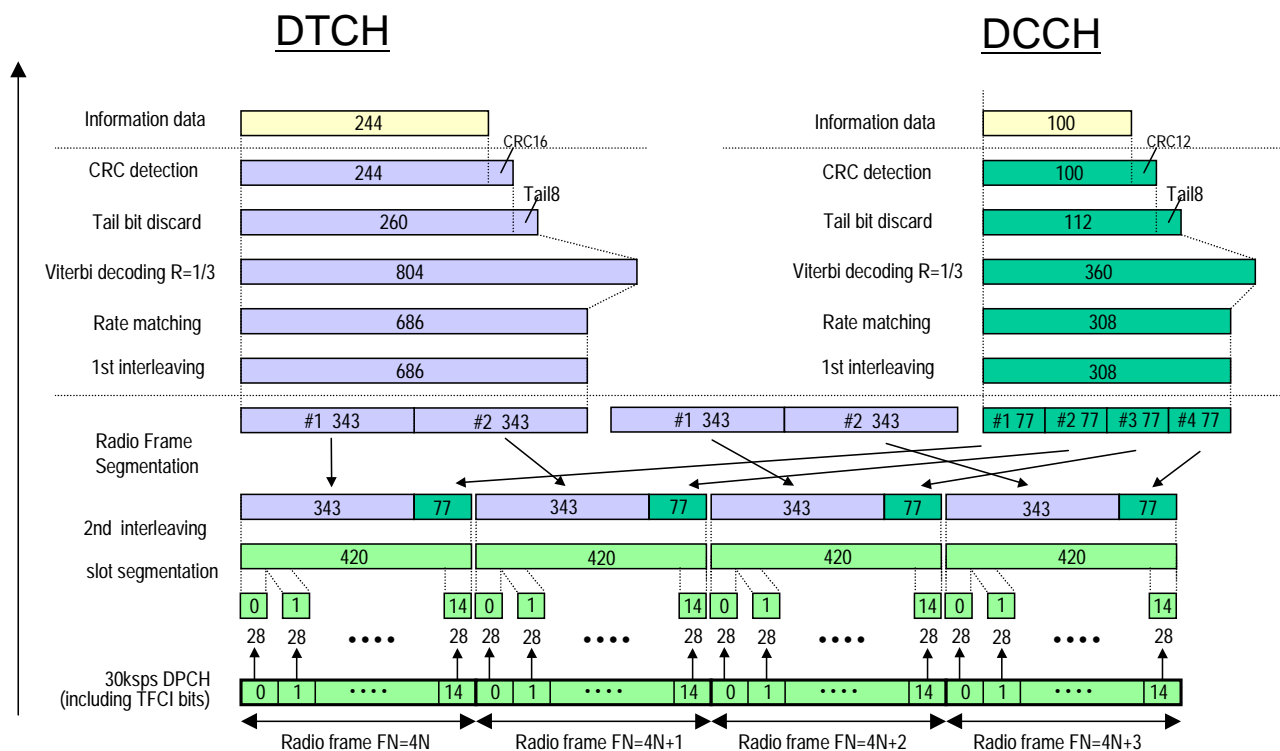 DTCH
DCCH
Information data
244
Information data
100
CRC16
CRC12
CRC detection
244
CRC detection
100
Tail8
Tail8
Tail bit discard
260
Tail bit discard
112
Viterbi decoding R=1/3
804
Viterbi decoding R=1/3
360
Rate matching
686
Rate matching
308
1st interleaving
686
1st interleaving
308
#1 343
#2 343
#1 343
#2 343
#1 77
#2 77
#3 77
#4 77
Radio Frame
Segmentation
343
77
343
77
343
77
343
77
2nd interleaving
420
420
420
420
slot segmentation
0
1
14
0
1
14
0
1
14
0
1
14
28
28
••••
28
28
28
••••
28
28
28
••••
28
28
28
••••
28
30ksps DPCH
(including TFCI bits)
0
1
••••
14
0
1
••••
14
0
1
••••
14
0
1
••••
14
Radio frame FN=4N
Radio frame FN=4N+1
Radio frame FN=4N+2
Radio frame FN=4N+3